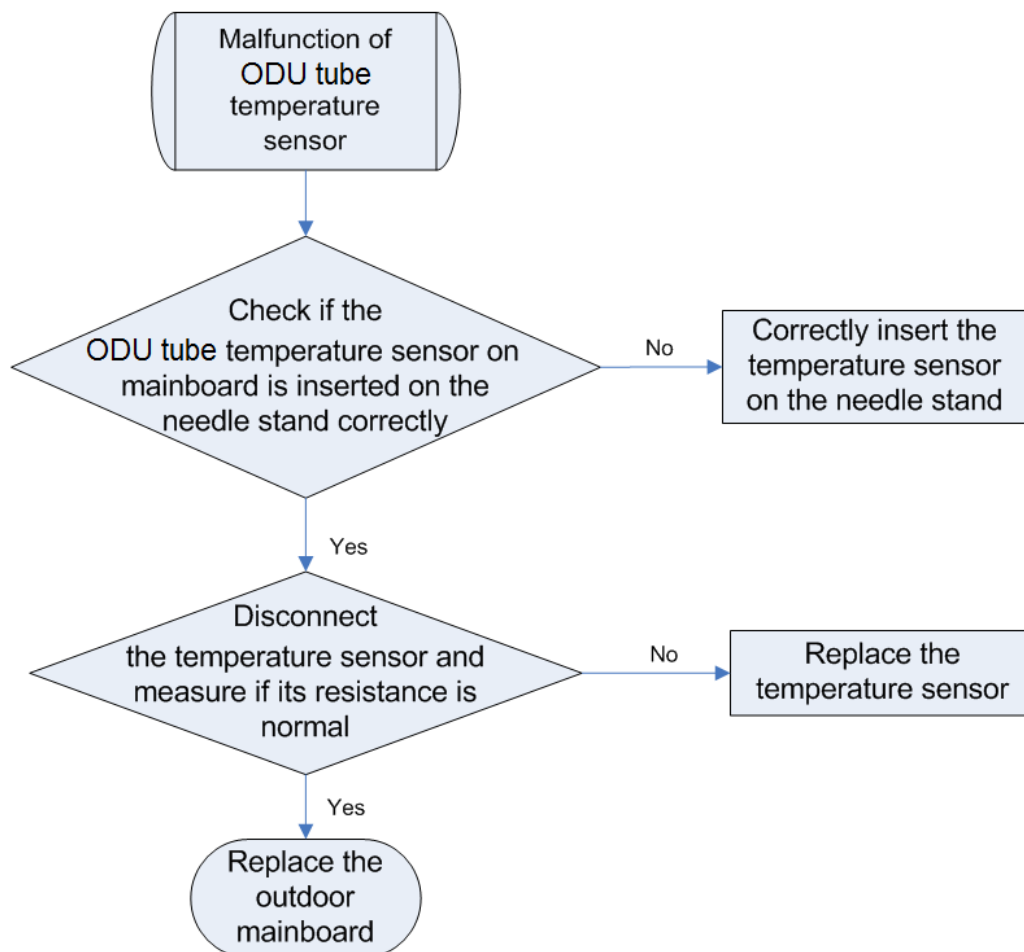 Malfunction of
ODU tube
temperature
sensor
Check if the
ODU tube temperature sensor on
mainboard is inserted on the
needle stand correctly
No
Correctly insert the
temperature sensor
on the needle stand
Yes
Disconnect
the temperature sensor and
measure if its resistance is
normal
No
Replace the
temperature sensor
Yes
Replace the
outdoor
mainboard